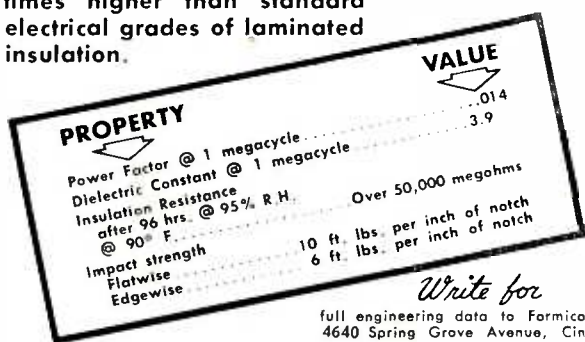 times higher than standard
electrical grades of laminated
insulation.
PROPERTY VALUE
Power Factor @ 1 megacycle .014
Dielectric Constant @ 1 megacycle 3.9
Insulation Resistance
after 96 hrs. @ 95% R.H.
@ 90° F. Over 50,000 megohms
Impact strength
Flatwise 10 ft. lbs. per inch of notch
Edgewise 6 ft. lbs. per inch of notch
Write for
full engineering data to Formica
4640 Spring Grove Avenue, Cin